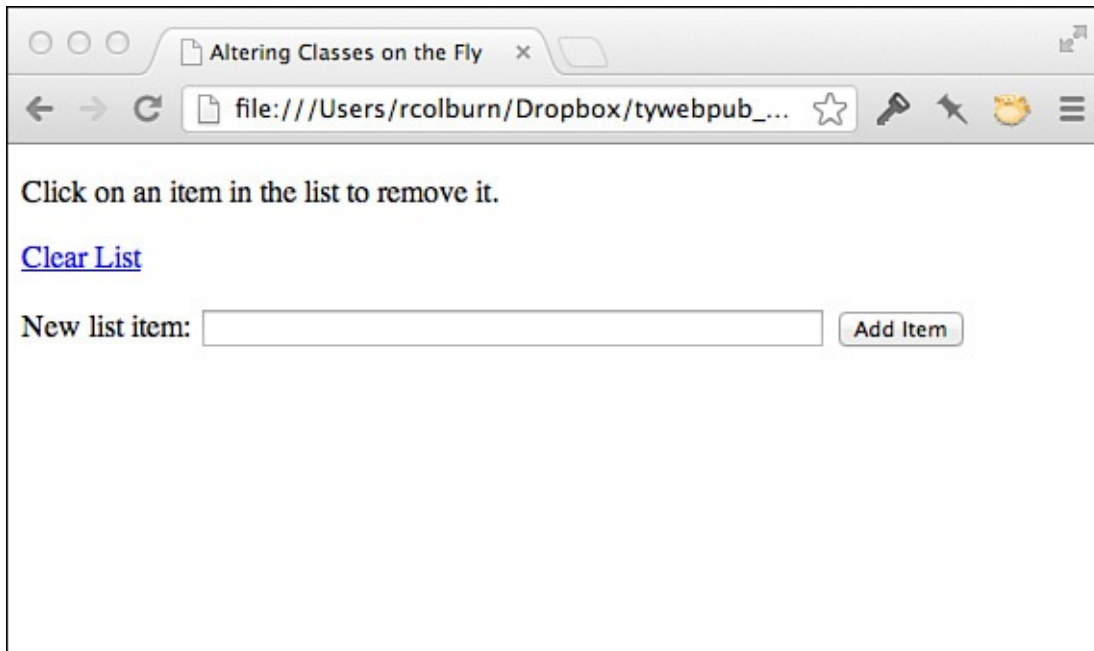 Altering Classes on the Fly
file:///Users/rcolburn/Dropbox/tywebpub_...
Click on an item in the list to remove it.
Clear List
New list item: Add Item